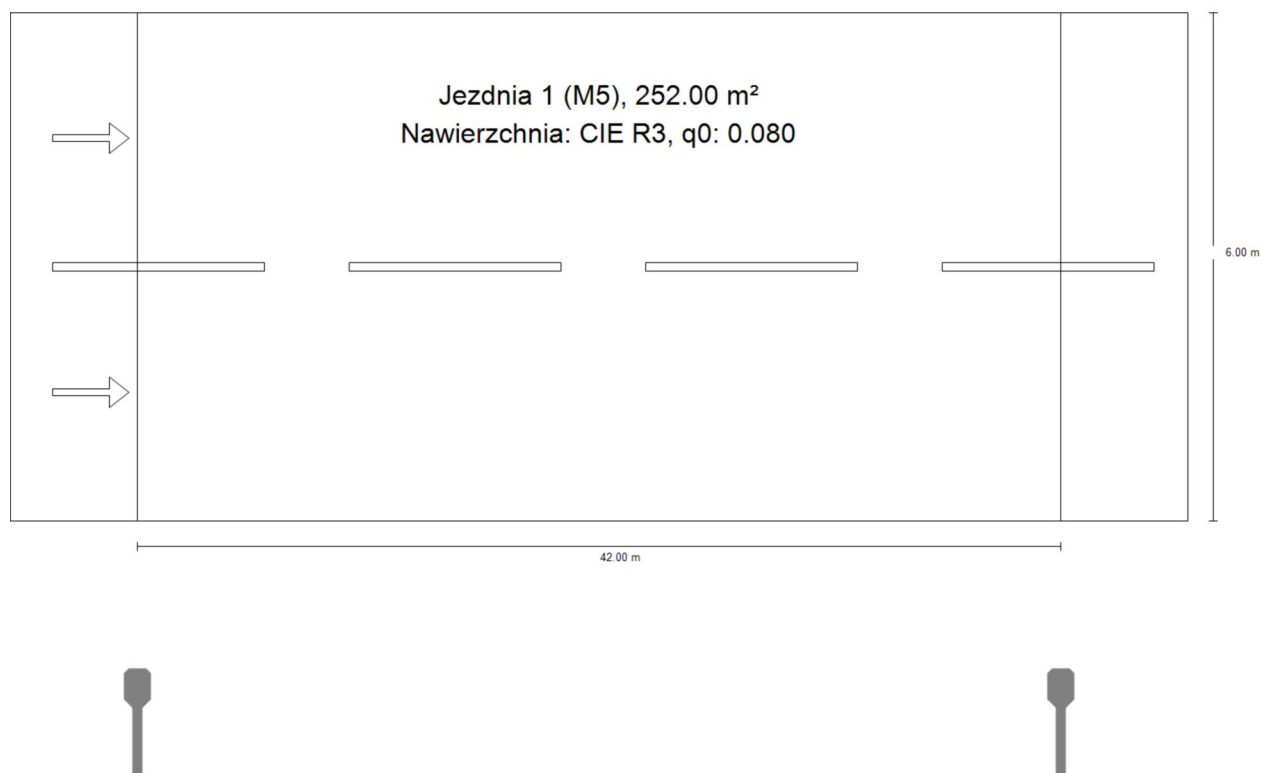 Jezdnia 1 (M5), 252.00 m²
Nawierzchnia: CIE R3, q0: 0.080
6.00 m
42.00 m